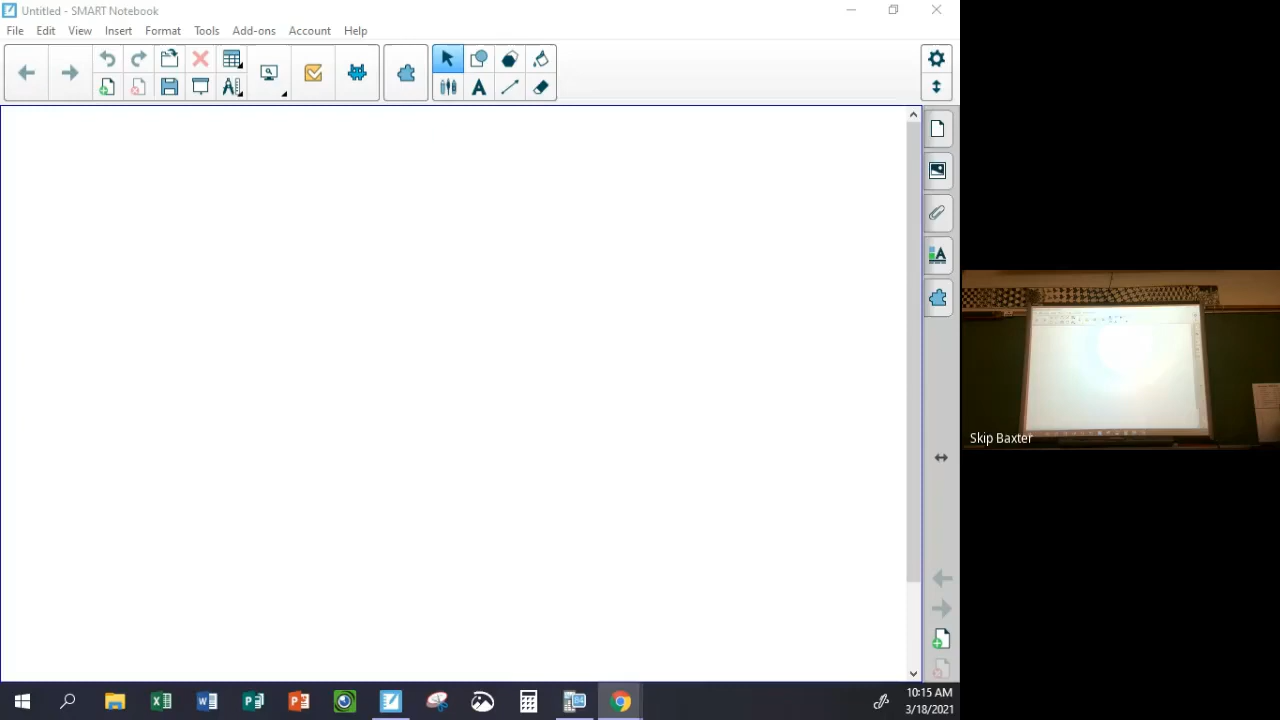 Untitled - SMART Notebook
File Edit View Insert Format Tools Add-ons Account Help
Skip Baxter
10:15 AM
3/18/2021